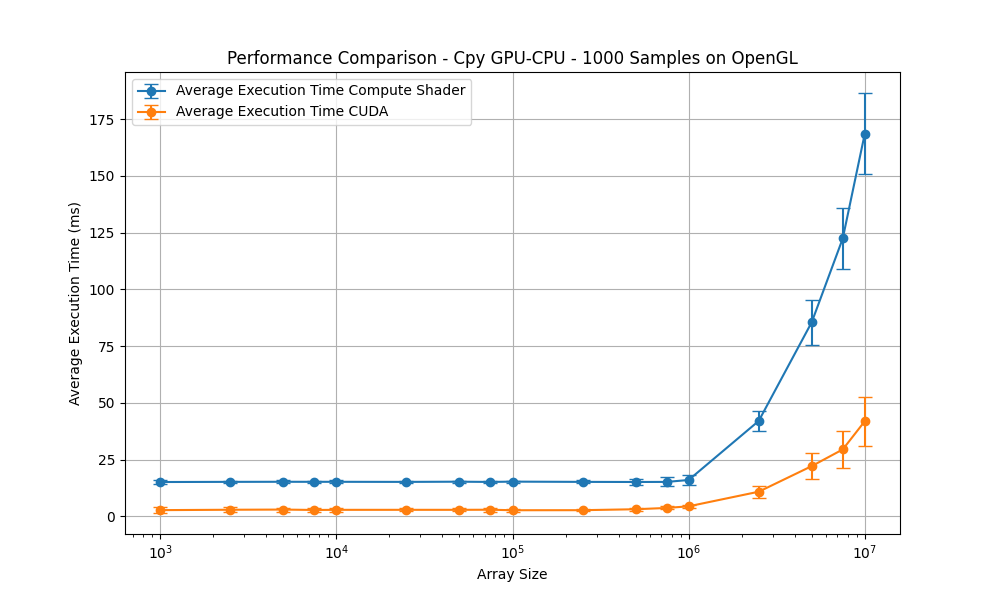 Performance Comparison - Cpy GPU-CPU - 1000 Samples on OpenGL
Average Execution Time Compute Shader
Average Execution Time CUDA
Average Execution Time (ms)
175
150
125
100
75
50
25
0
10³ 10⁴ 10⁵ 10⁶ 10⁷
Array Size